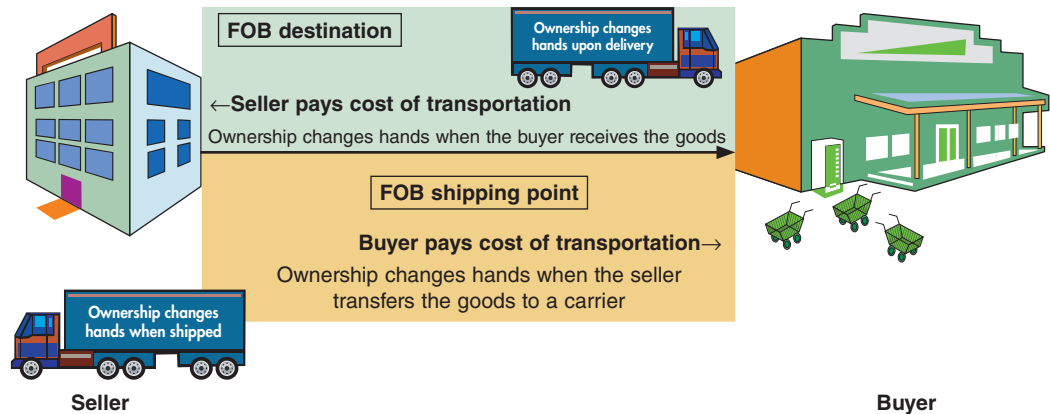 FOB destination
Ownership changes
hands upon delivery
←Seller pays cost of transportation
Ownership changes hands when the buyer receives the goods
FOB shipping point
Buyer pays cost of transportation→
Ownership changes hands when the seller
transfers the goods to a carrier
Ownership changes
hands when shipped
Seller
Buyer